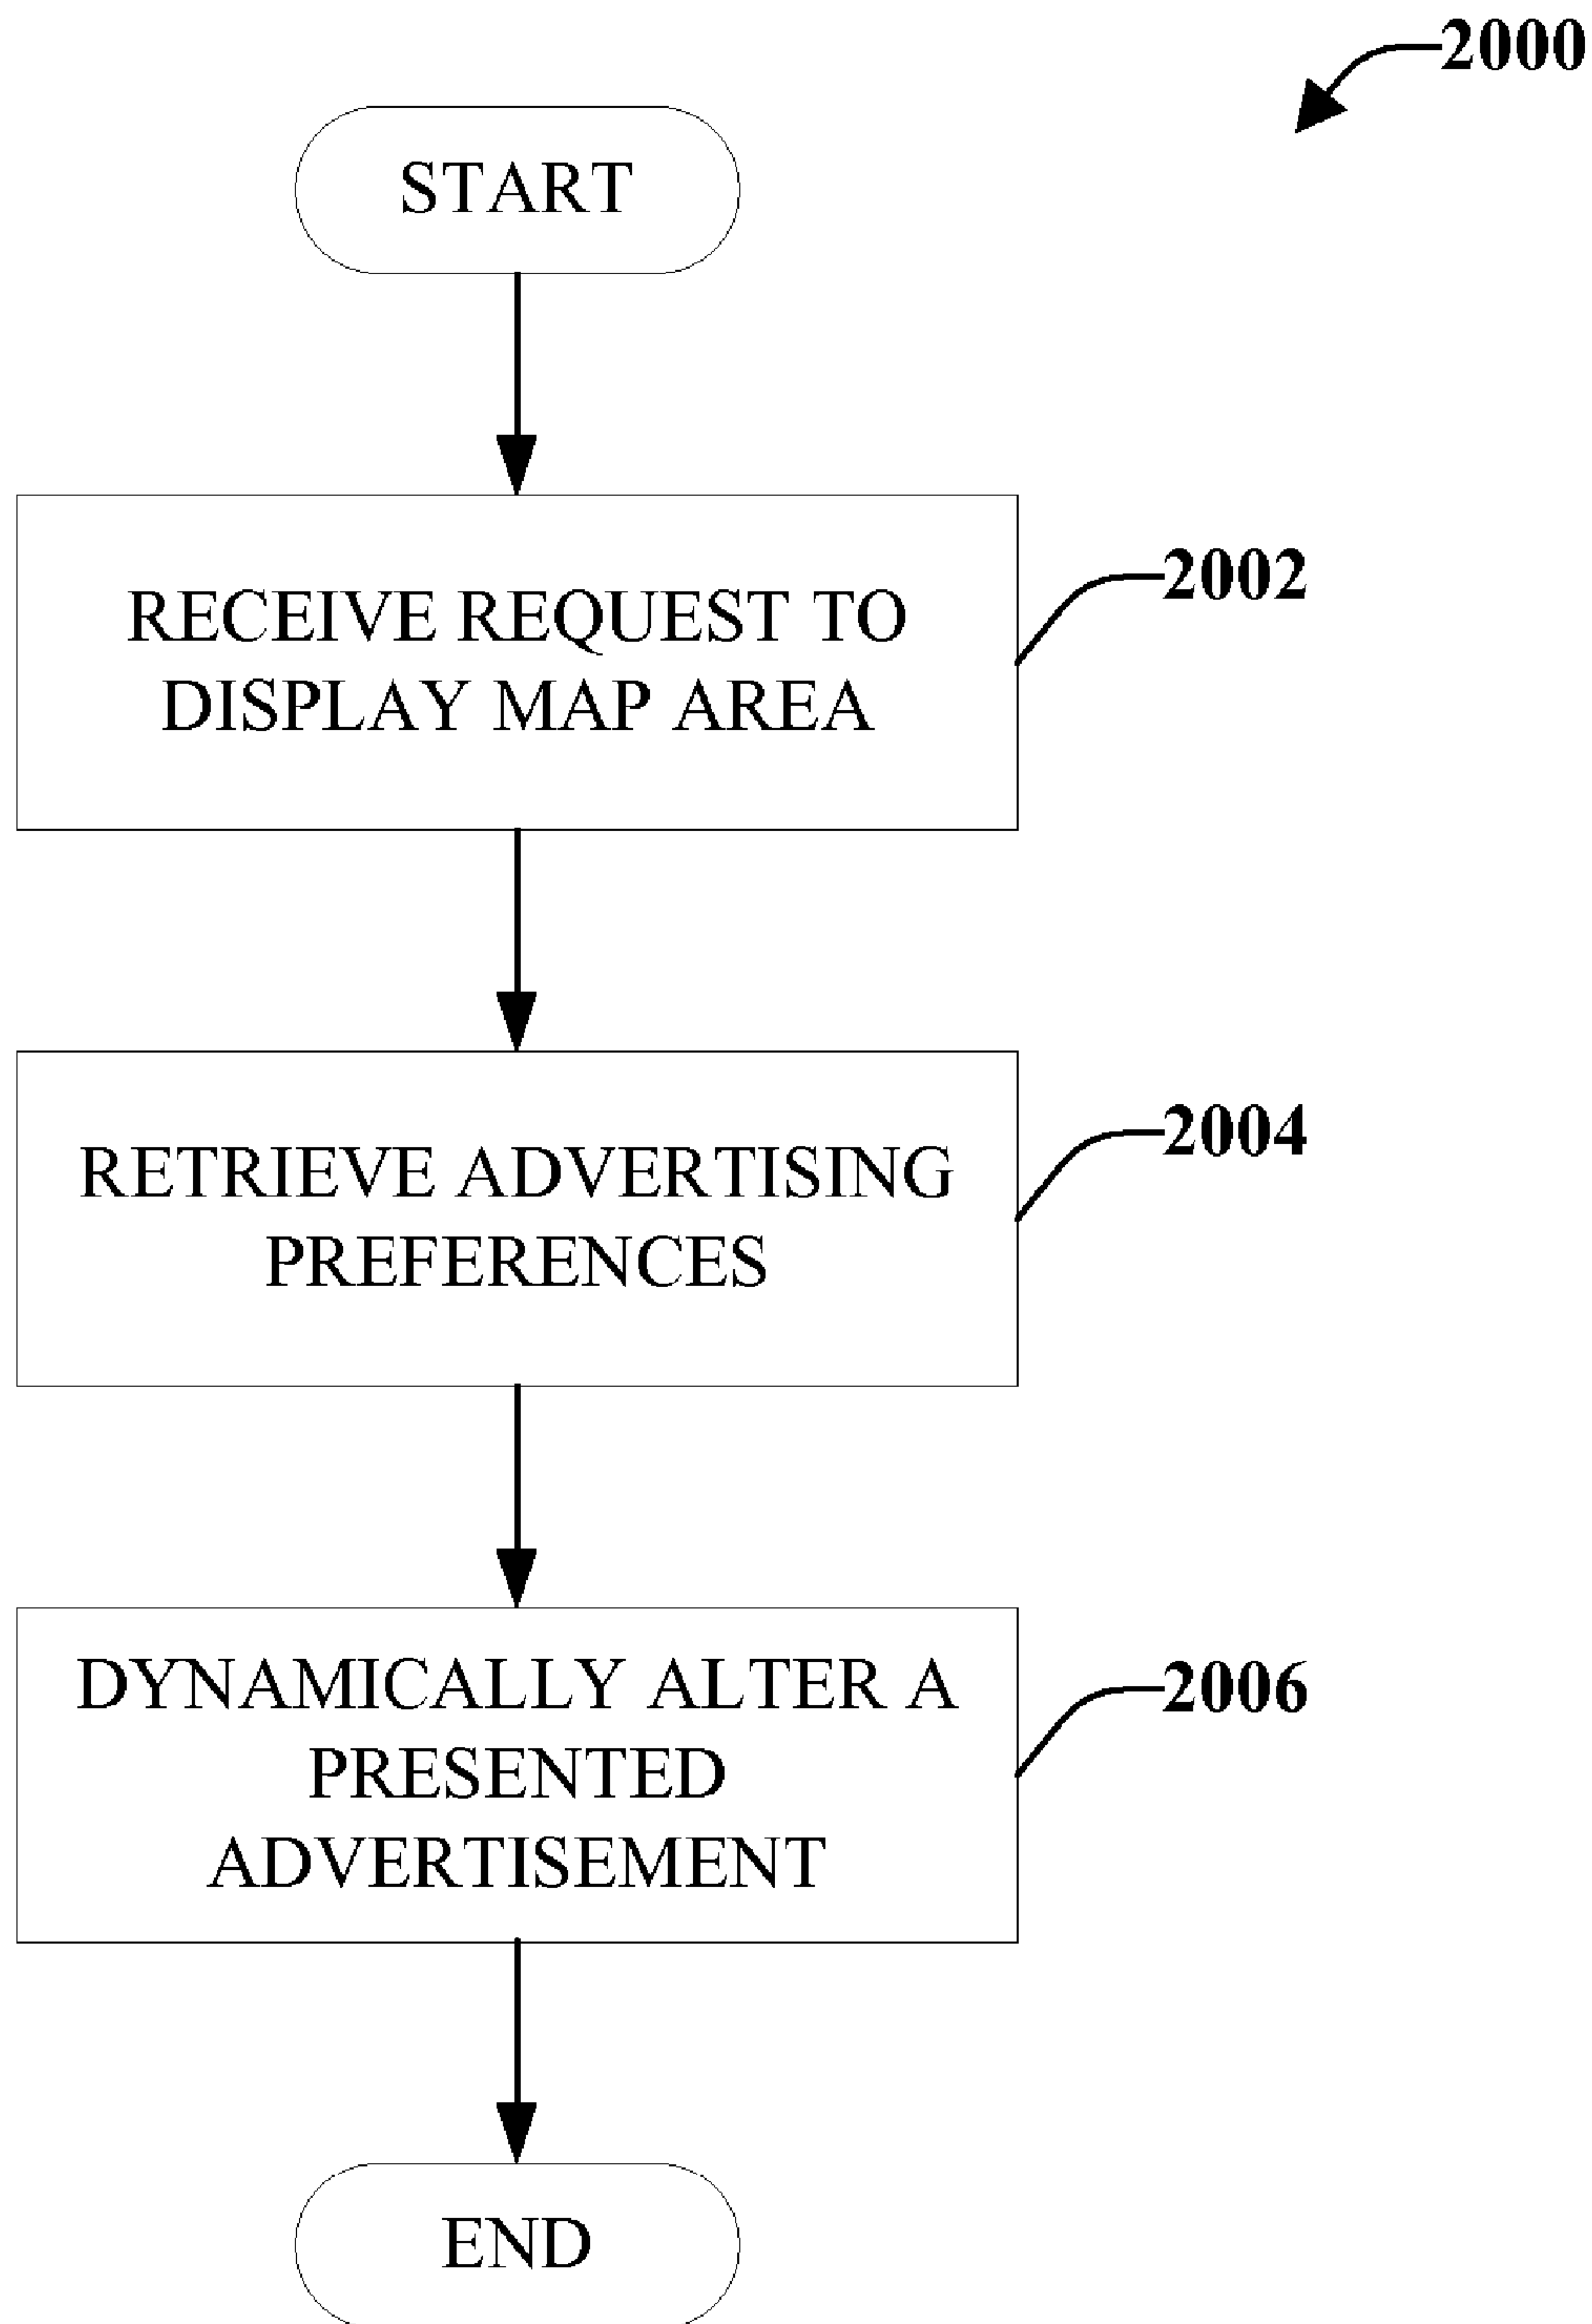 2000
START
RECEIVE REQUEST TO
DISPLAY MAP AREA
2002
RETRIEVE ADVERTISING
PREFERENCES
2004
DYNAMICALLY ALTER A
PRESENTED
ADVERTISEMENT
2006
END